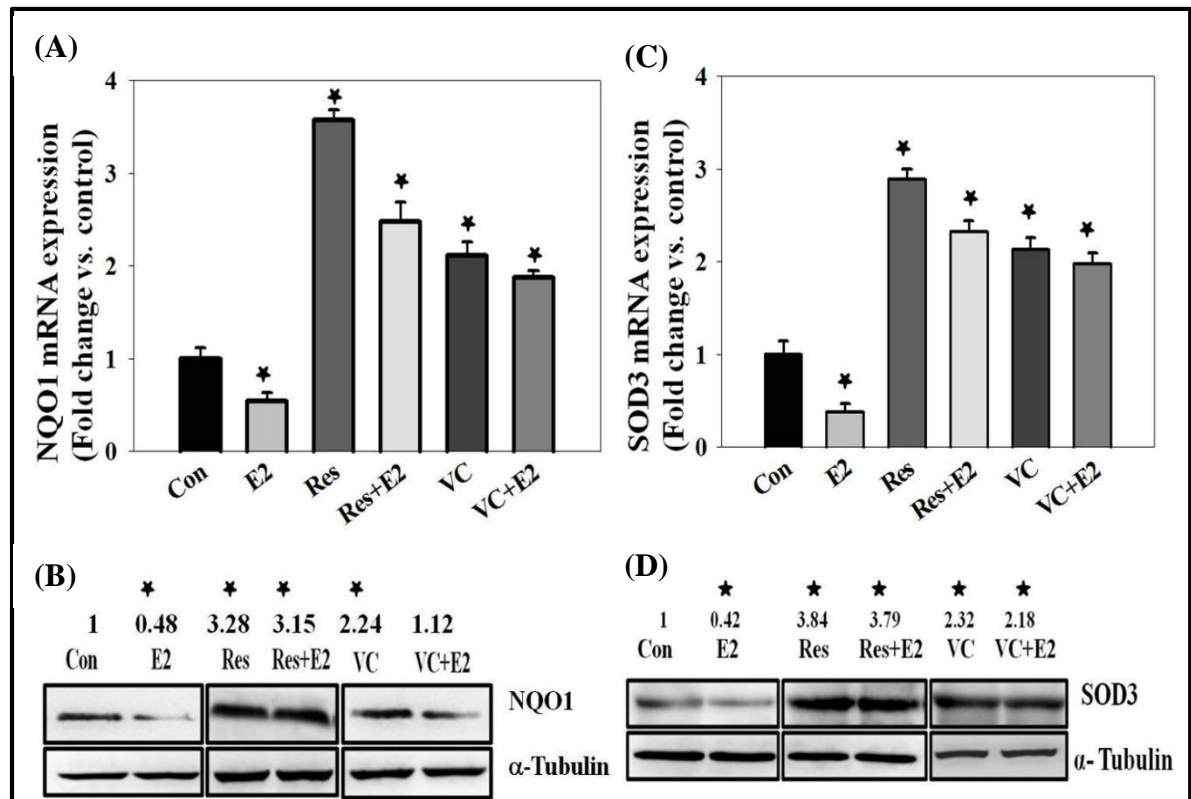 (A)
NQO1 mRNA expression
(Fold change vs. control)
4
3
2
1
0
Con E2 Res Res+E2 VC VC+E2
(C)
SOD3 mRNA expression
(Fold change vs. control)
4
3
2
1
0
Con E2 Res Res+E2 VC VC+E2
(B)
1 0.48 3.28 3.15 2.24 1.12
Con E2 Res Res+E2 VC VC+E2
NQO1
α-Tubulin
(D)
1 0.42 3.84 3.79 2.32 2.18
Con E2 Res Res+E2 VC VC+E2
SOD3
α- Tubulin